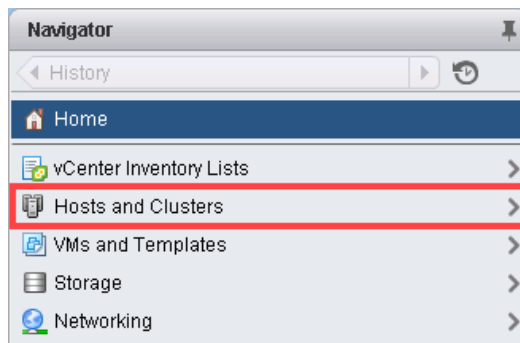 Navigator
History
Home
vCenter Inventory Lists
Hosts and Clusters
VMs and Templates
Storage
Networking